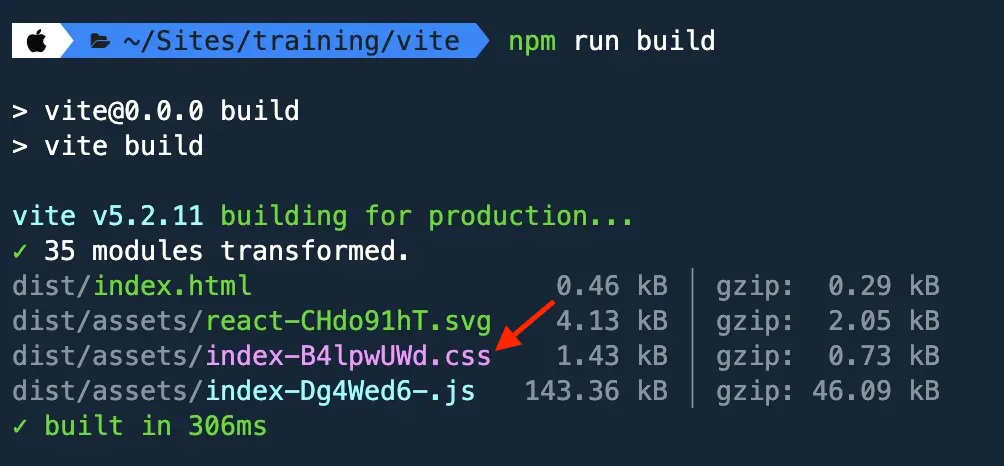 ~/Sites/training/vite npm run build
> vite@0.0.0 build
> vite build
vite v5.2.11 building for production...
✓ 35 modules transformed.
dist/index.html 0.46 kB │ gzip: 0.29 kB
dist/assets/react-CHdo91hT.svg 4.13 kB │ gzip: 2.05 kB
dist/assets/index-B4lpwUWd.css 1.43 kB │ gzip: 0.73 kB
dist/assets/index-Dg4Wed6-.js 143.36 kB │ gzip: 46.09 kB
✓ built in 306ms